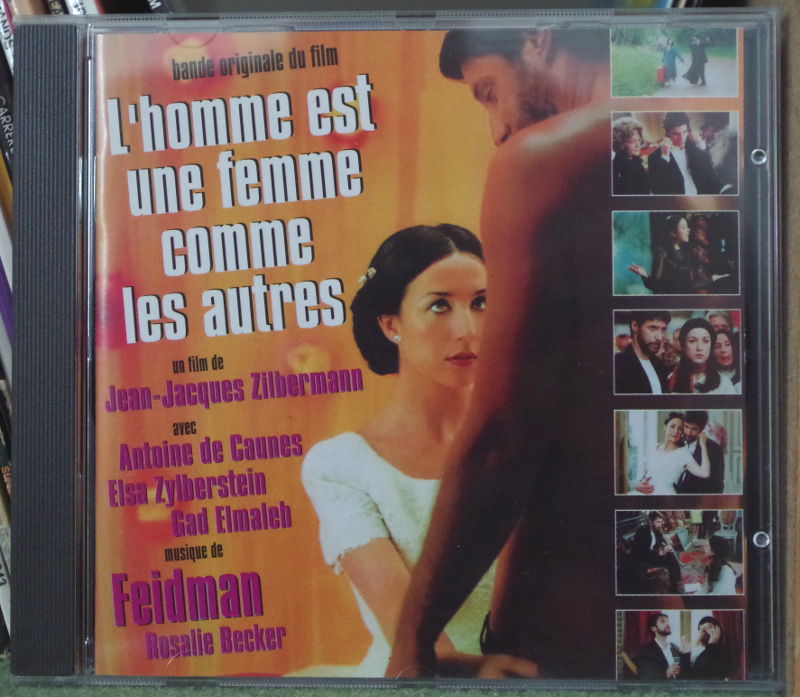 bande originale du film
L'homme est
une femme
comme
les autres
un film de
Jean-Jacques Zilbermann
avec
Antoine de Caunes
Elsa Zylberstein
Gad Elmaleh
musique de
Feidman
Rosalie Becker
CARRERE